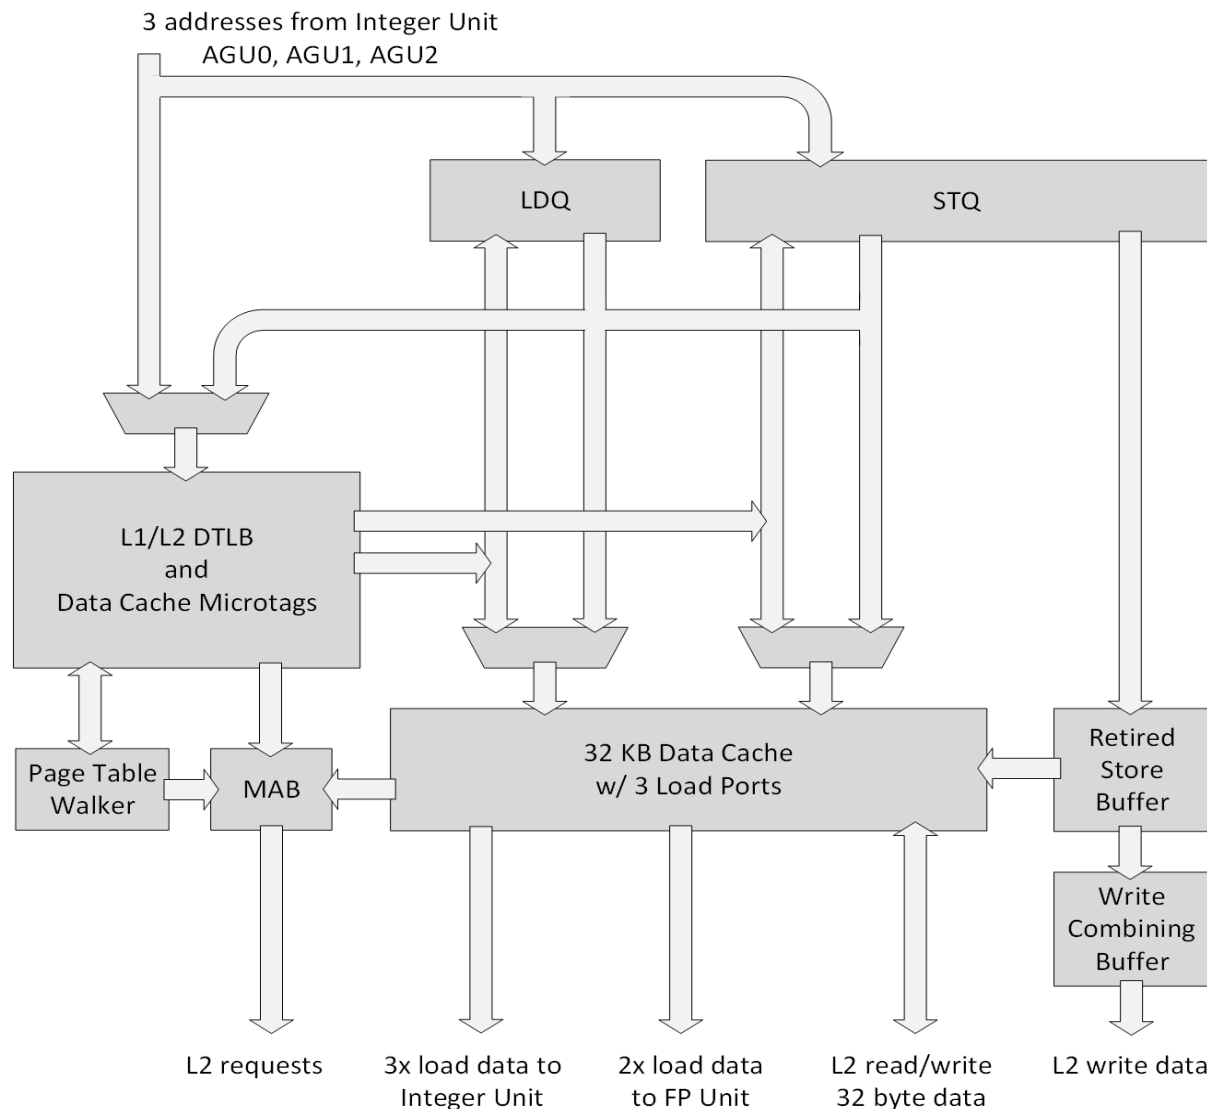 3 addresses from Integer Unit
AGU0, AGU1, AGU2
LDQ
STQ
L1/L2 DTLB
and
Data Cache Microtags
Page Table
Walker
MAB
32 KB Data Cache
w/ 3 Load Ports
Retired
Store
Buffer
Write
Combining
Buffer
L2 requests
3x load data to
Integer Unit
2x load data
to FP Unit
L2 read/write
32 byte data
L2 write data